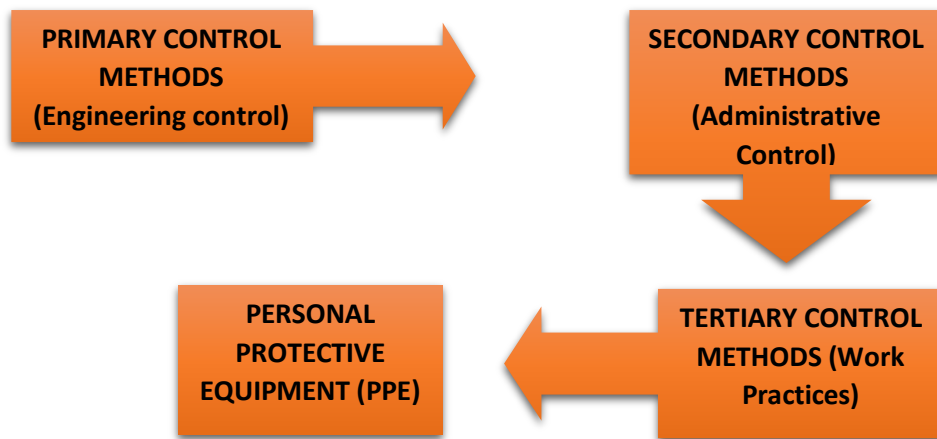 PRIMARY CONTROL
METHODS
(Engineering control)
SECONDARY CONTROL
METHODS
(Administrative
Control)
TERTIARY CONTROL
METHODS (Work
Practices)
PERSONAL
PROTECTIVE
EQUIPMENT (PPE)